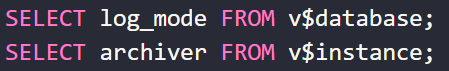 SELECT log_mode FROM v$database;
SELECT archiver FROM v$instance;